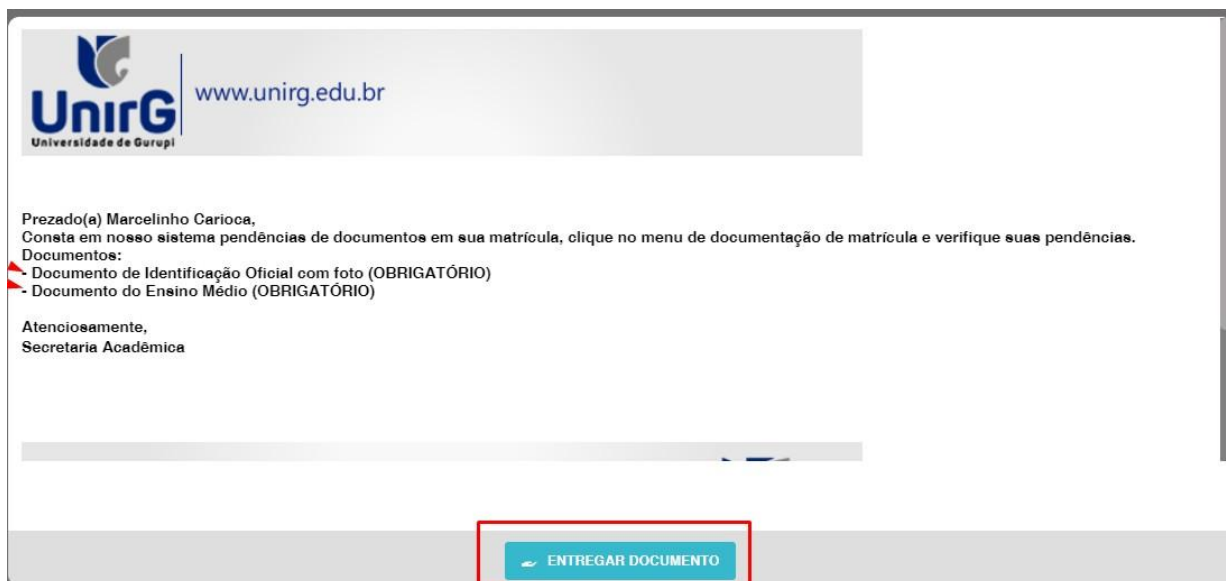 UnirG
Universidade de Gurupi
www.unirg.edu.br
Prezado(a) Marcelinho Carioca,
Consta em nosso sistema pendências de documentos em sua matrícula, clique no menu de documentação de matrícula e verifique suas pendências.
Documentos:
- Documento de Identificação Oficial com foto (OBRIGATÓRIO)
- Documento do Ensino Médio (OBRIGATÓRIO)
Atenciosamente,
Secretaria Acadêmica
ENTREGAR DOCUMENTO